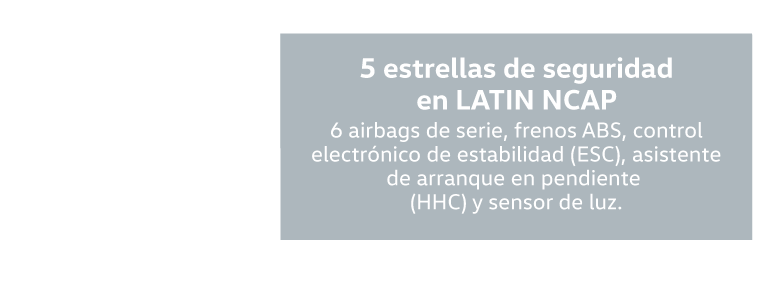 5 estrellas de seguridad
en LATIN NCAP
6 airbags de serie, frenos ABS, control
electrónico de estabilidad (ESC), asistente
de arranque en pendiente
(HHC) y sensor de luz.